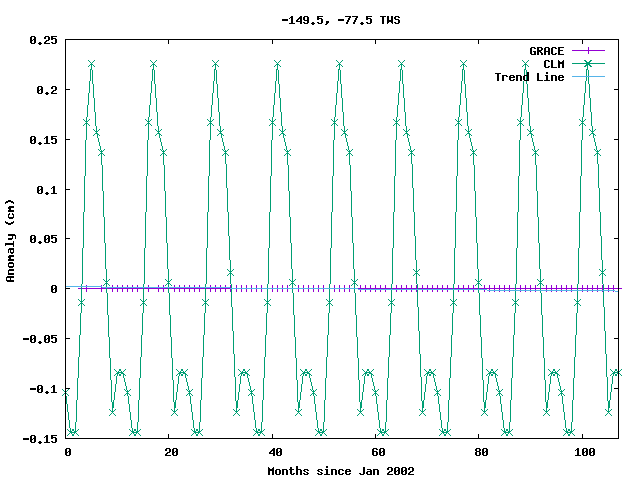 -149.5, -77.5 TWS
GRACE
CLM
Trend Line
0.25
0.2
0.15
0.1
0.05
0
-0.05
-0.1
-0.15
Anomaly (cm)
0 20 40 60 80 100
Months since Jan 2002